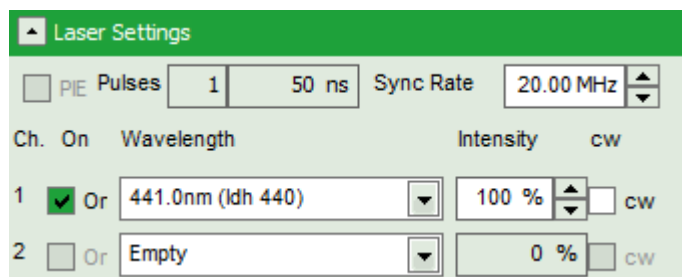 Laser Settings
PIE Pulses 1 50 ns Sync Rate 20.00 MHz
Ch. On Wavelength Intensity cw
1 Or 441.0nm (ldh 440) 100 % cw
2 Or Empty 0 % cw